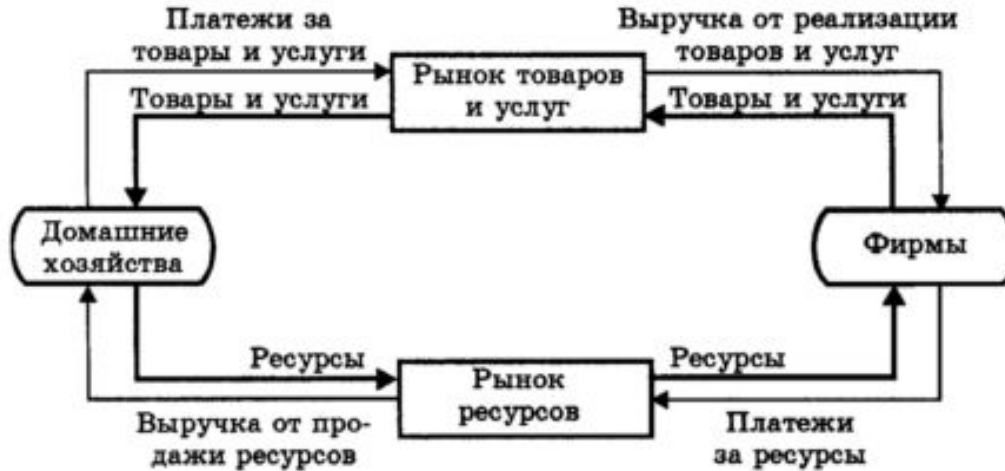 Платежи за
товары и услуги
Выручка от реализации
товаров и услуг
Рынок товаров
и услуг
Товары и услуги
Товары и услуги
Домашние
хозяйства
Фирмы
Ресурсы
Ресурсы
Рынок
ресурсов
Выручка от про-
дажи ресурсов
Платежи
за ресурсы